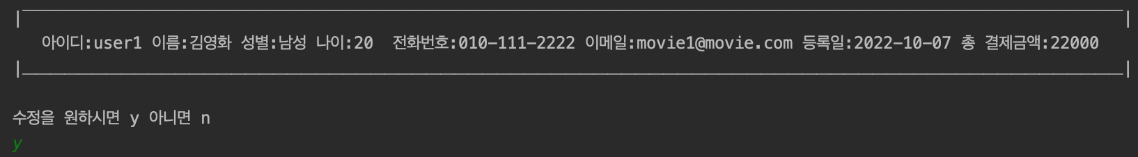 아이디:user1 이름:김영화 성별:남성 나이:20  전화번호:010-111-2222 이메일:movie1@movie.com 등록일:2022-10-07 총 결제금액:22000
수정을 원하시면 y 아니면 n
y